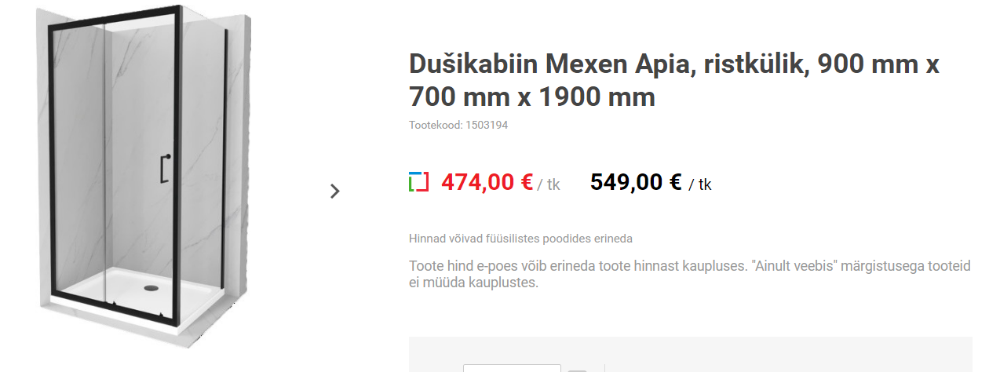 Dušikabiin Mexen Apia, ristkülik, 900 mm x
700 mm x 1900 mm
Tootekood: 1503194
474,00 € / tk 549,00 € / tk
Hinnad võivad füüsilistes poodides erineda
Toote hind e-poes võib erineda toote hinnast kaupluses. "Ainult veebis" märgistusega tooteid
ei müüda kauplustes.